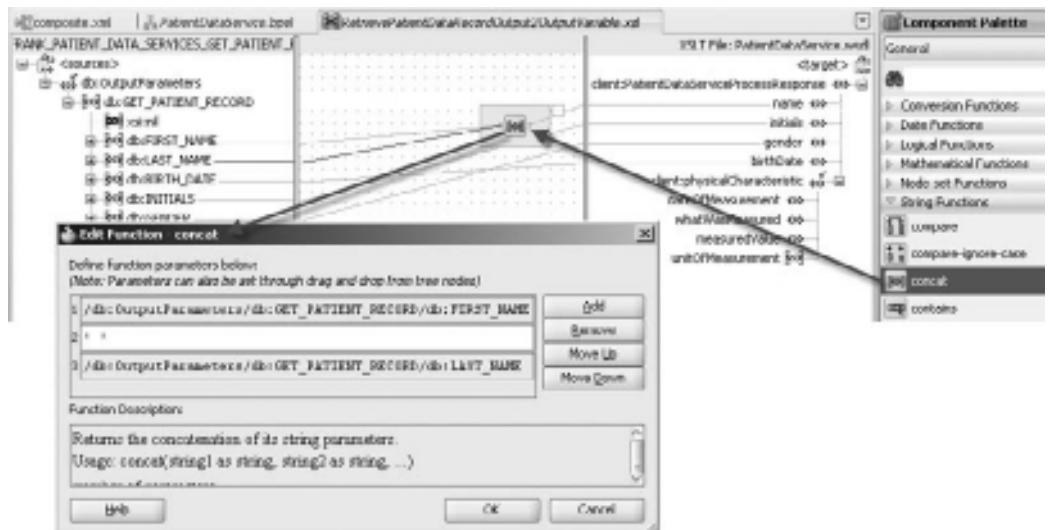 composite.xml
PatientDataService.bpel
RetrievePatientDataRecordOutput2OutputVariable.xsl
RANK_PATIENT_DATA_SERVICES_GET_PATIENT_
<sources>
db:OutputParameters
db:GET_PATIENT_RECORD
xsi:nil
db:FIRST_NAME
db:LAST_NAME
db:BIRTH_DATE
db:INITIALS
XSLT File: PatientDataService.wsdl
<target>
client:PatientDataServiceProcessResponse
name
initials
gender
birthDate
client:physicalCharacteristic
whatWasMeasured
measuredValue
unitOfMeasurement
Component Palette
General
Conversion Functions
Date Functions
Logical Functions
Mathematical Functions
Node set Functions
String Functions
compare
compare-ignore-case
concat
contains
Edit Function - concat
Define function parameters below:
(Note: Parameters can also be set through drag and drop from tree nodes)
1 /db:OutputParameters/db:GET_PATIENT_RECORD/db:FIRST_NAME
2 ' '
3 /db:OutputParameters/db:GET_PATIENT_RECORD/db:LAST_NAME
Add
Remove
Move Up
Move Down
Function Description:
Returns the concatenation of its string parameters.
Usage: concat(string1 as string, string2 as string, ...)
Help
OK
Cancel